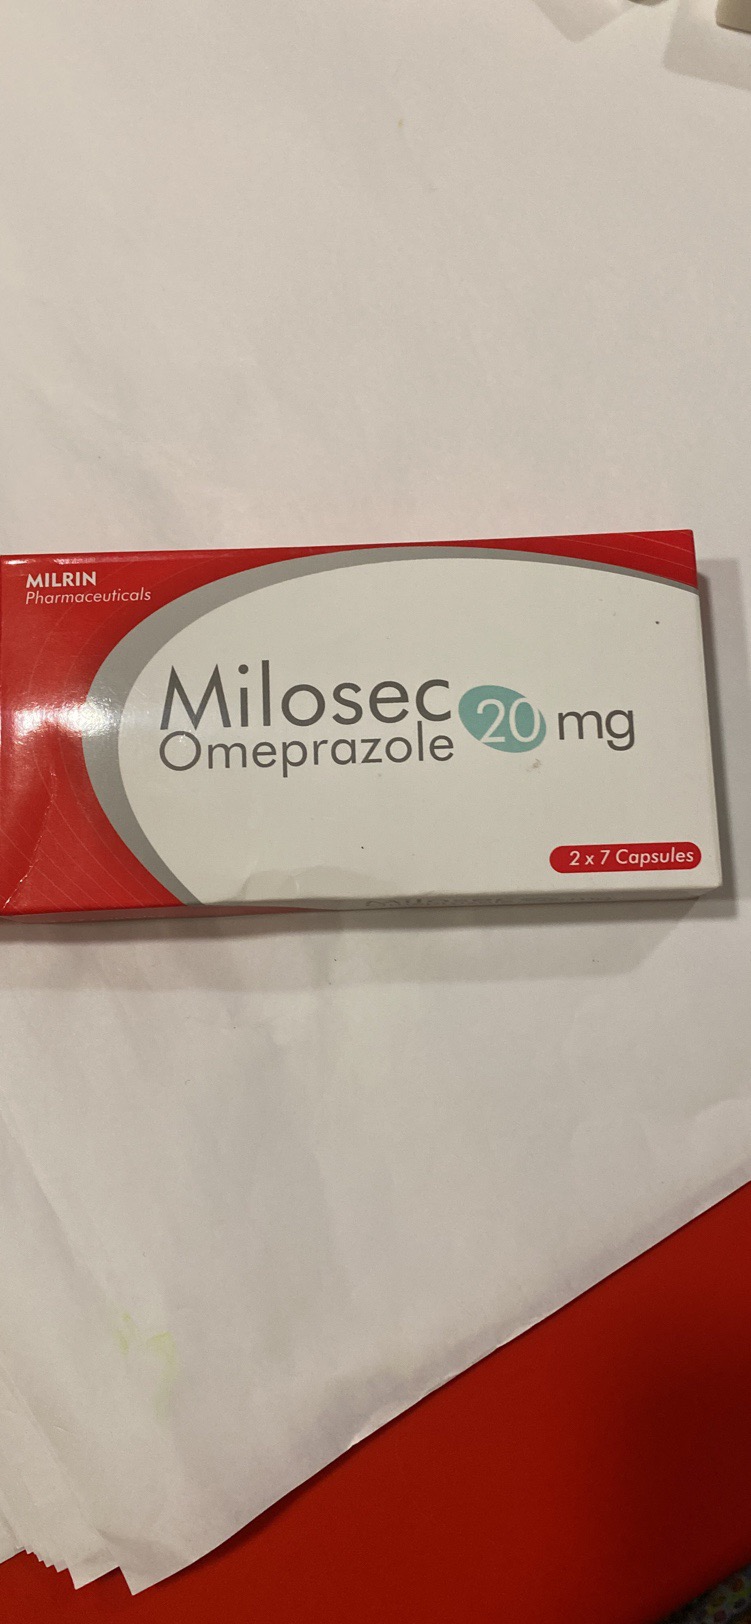 MILRIN
Pharmaceuticals
Milosec 20 mg
Omeprazole
2 x 7 Capsules